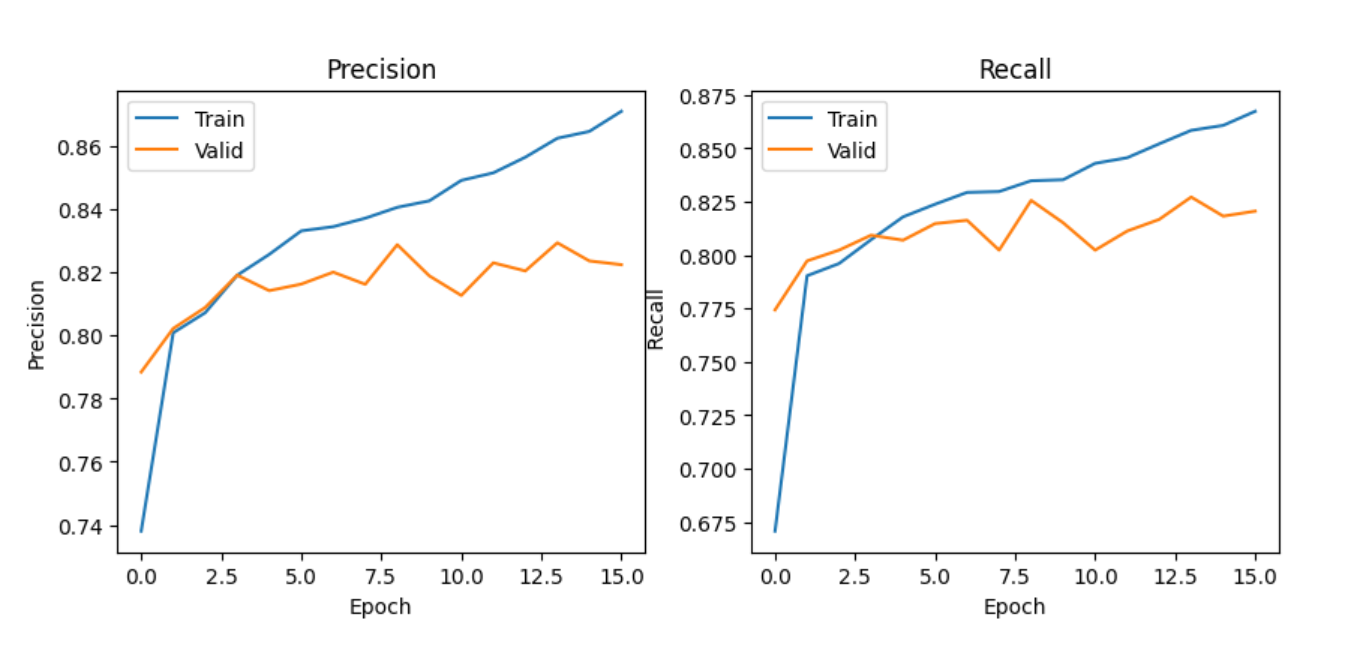 Precision
Train
Valid
0.86
0.84
0.82
0.80
0.78
0.76
0.74
Precision
0.0 2.5 5.0 7.5 10.0 12.5 15.0
Epoch
Recall
Train
Valid
0.875
0.850
0.825
0.800
0.775
0.750
0.725
0.700
0.675
Recall
0.0 2.5 5.0 7.5 10.0 12.5 15.0
Epoch